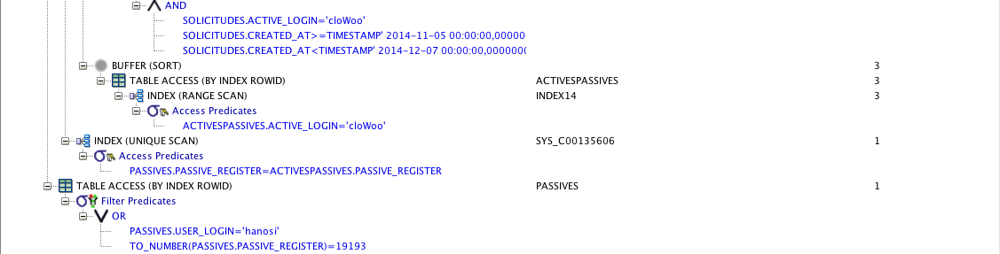 AND
SOLICITUDES.ACTIVE_LOGIN='cloWoo'
SOLICITUDES.CREATED_AT>=TIMESTAMP' 2014-11-05 00:00:00,00000
SOLICITUDES.CREATED_AT<TIMESTAMP' 2014-12-07 00:00:00,0000000
BUFFER (SORT) 3
TABLE ACCESS (BY INDEX ROWID) ACTIVESPASSIVES 3
INDEX (RANGE SCAN) INDEX14 3
Access Predicates
ACTIVESPASSIVES.ACTIVE_LOGIN='cloWoo'
INDEX (UNIQUE SCAN) SYS_C00135606 1
Access Predicates
PASSIVES.PASSIVE_REGISTER=ACTIVESPASSIVES.PASSIVE_REGISTER
TABLE ACCESS (BY INDEX ROWID) PASSIVES 1
Filter Predicates
OR
PASSIVES.USER_LOGIN='hanosi'
TO_NUMBER(PASSIVES.PASSIVE_REGISTER)=19193